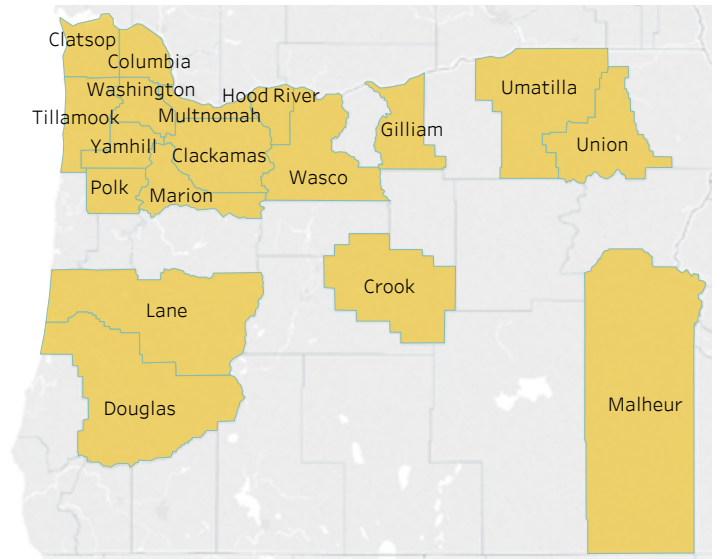 Clatsop
Columbia
Washington
Hood River
Umatilla
Tillamook
Multnomah
Gilliam
Yamhill
Clackamas
Union
Polk
Marion
Wasco
Crook
Lane
Douglas
Malheur